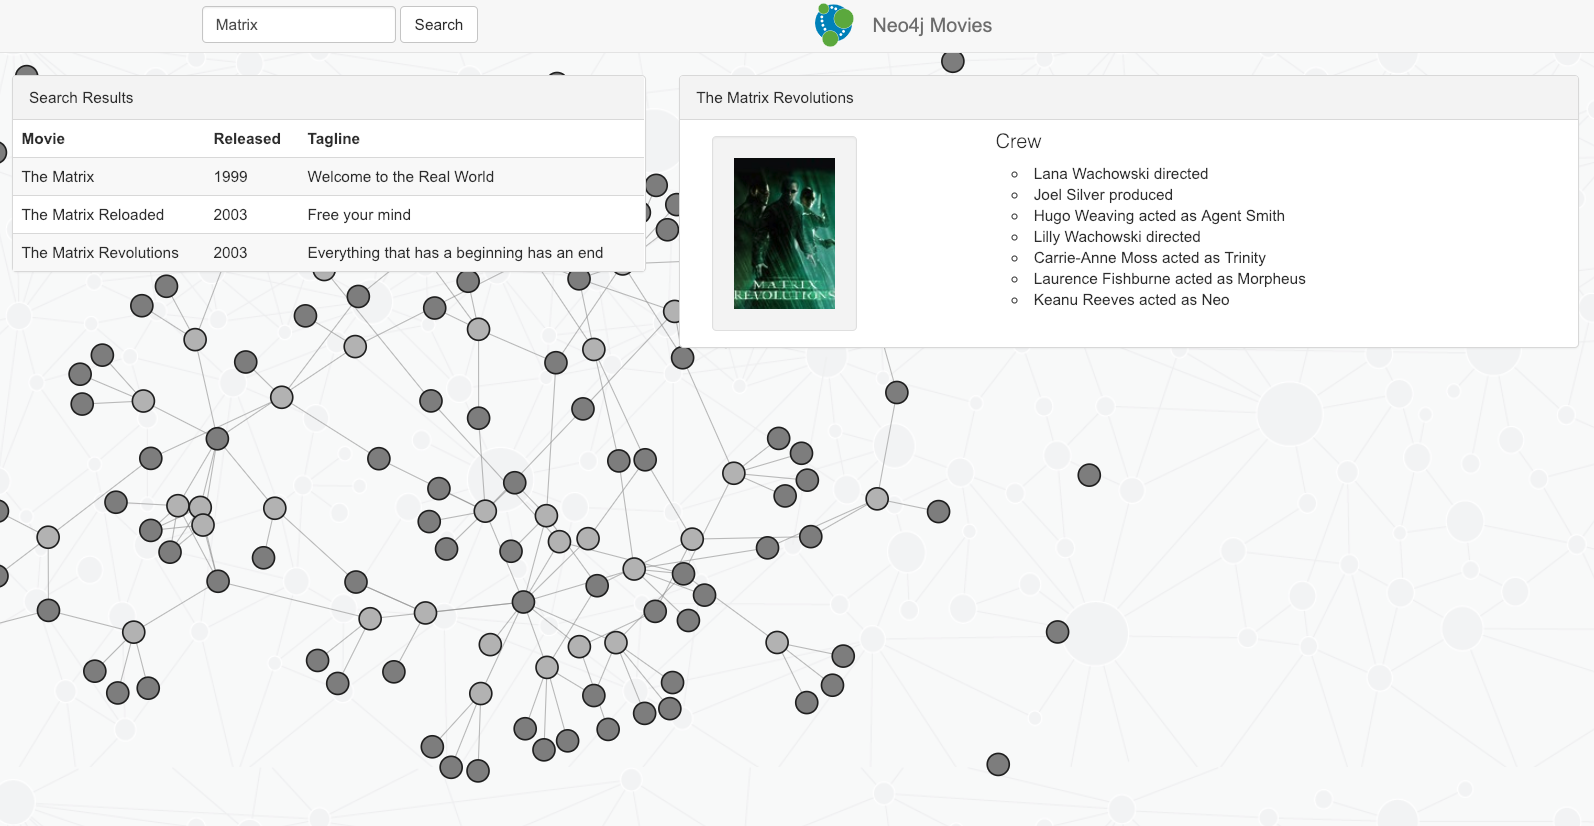 Matrix Search Neo4j Movies
Search Results
Movie Released Tagline
The Matrix 1999 Welcome to the Real World
The Matrix Reloaded 2003 Free your mind
The Matrix Revolutions 2003 Everything that has a beginning has an end
The Matrix Revolutions
MATRIX
REVOLUTIONS
Crew
Lana Wachowski directed
Joel Silver produced
Hugo Weaving acted as Agent Smith
Lilly Wachowski directed
Carrie-Anne Moss acted as Trinity
Laurence Fishburne acted as Morpheus
Keanu Reeves acted as Neo